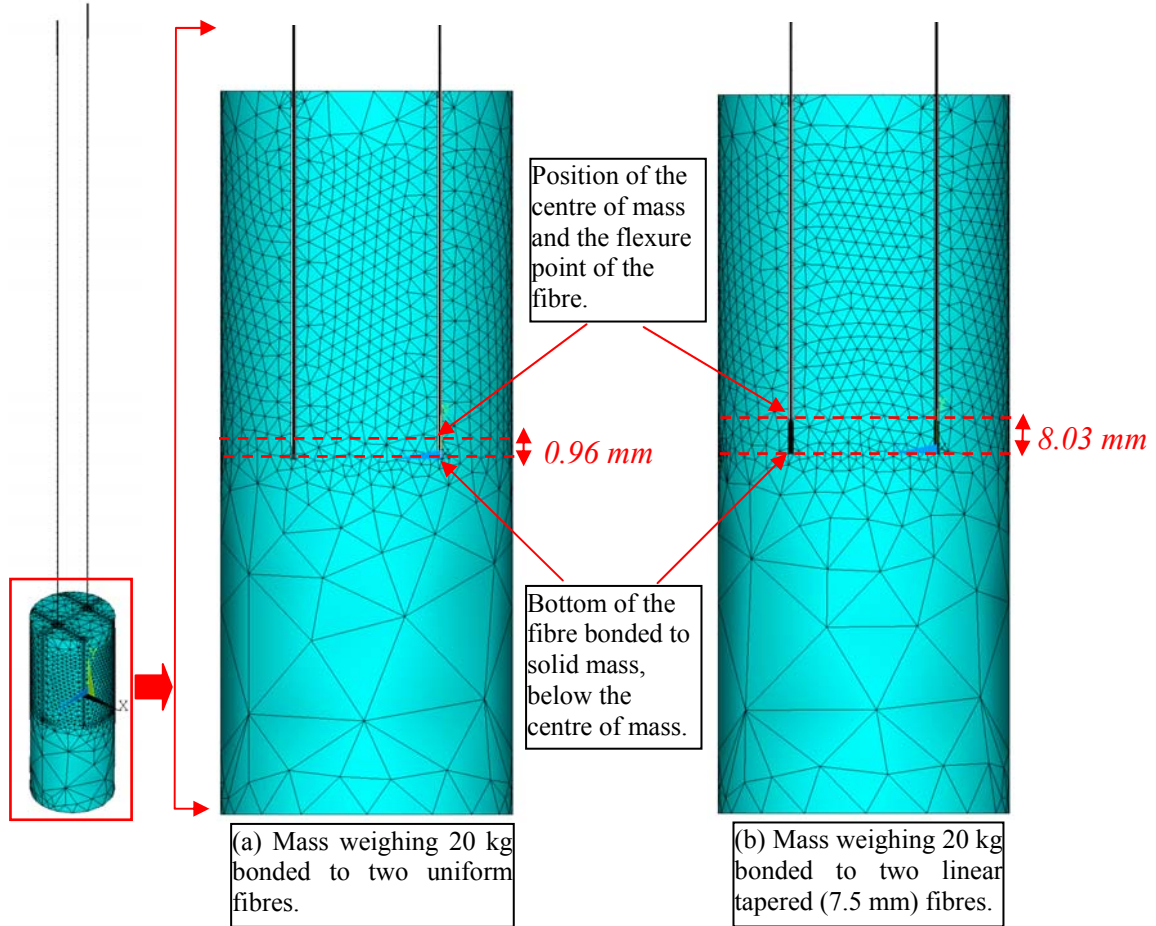 Position of the
centre of mass
and the flexure
point of the
fibre.
0.96 mm
8.03 mm
Bottom of the
fibre bonded to
solid mass,
below the
centre of mass.
X
(a) Mass weighing 20 kg
bonded to two uniform
fibres.
(b) Mass weighing 20 kg
bonded to two linear
tapered (7.5 mm) fibres.